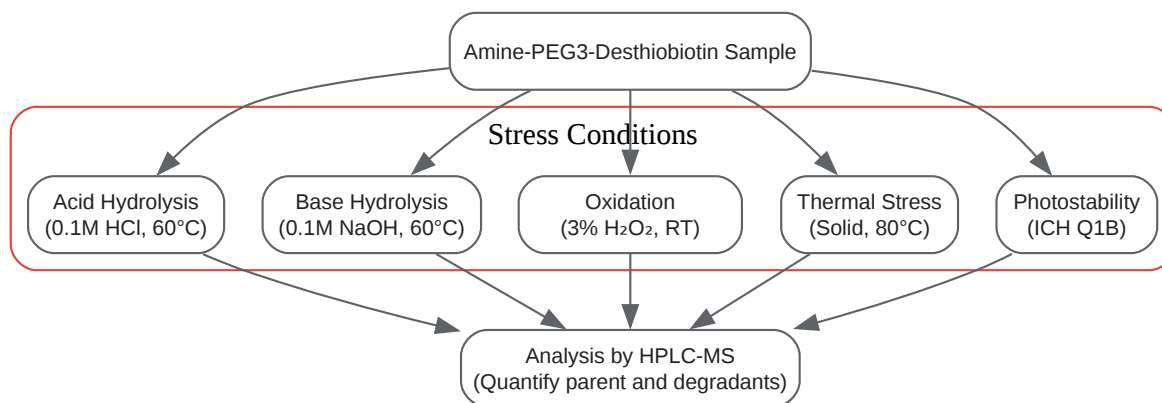 Amine-PEG3-Desthiobiotin Sample
Stress Conditions
Acid Hydrolysis
(0.1M HCl, 60°C)
Base Hydrolysis
(0.1M NaOH, 60°C)
Oxidation
(3% H₂O₂, RT)
Thermal Stress
(Solid, 80°C)
Photostability
(ICH Q1B)
Analysis by HPLC-MS
(Quantify parent and degradants)